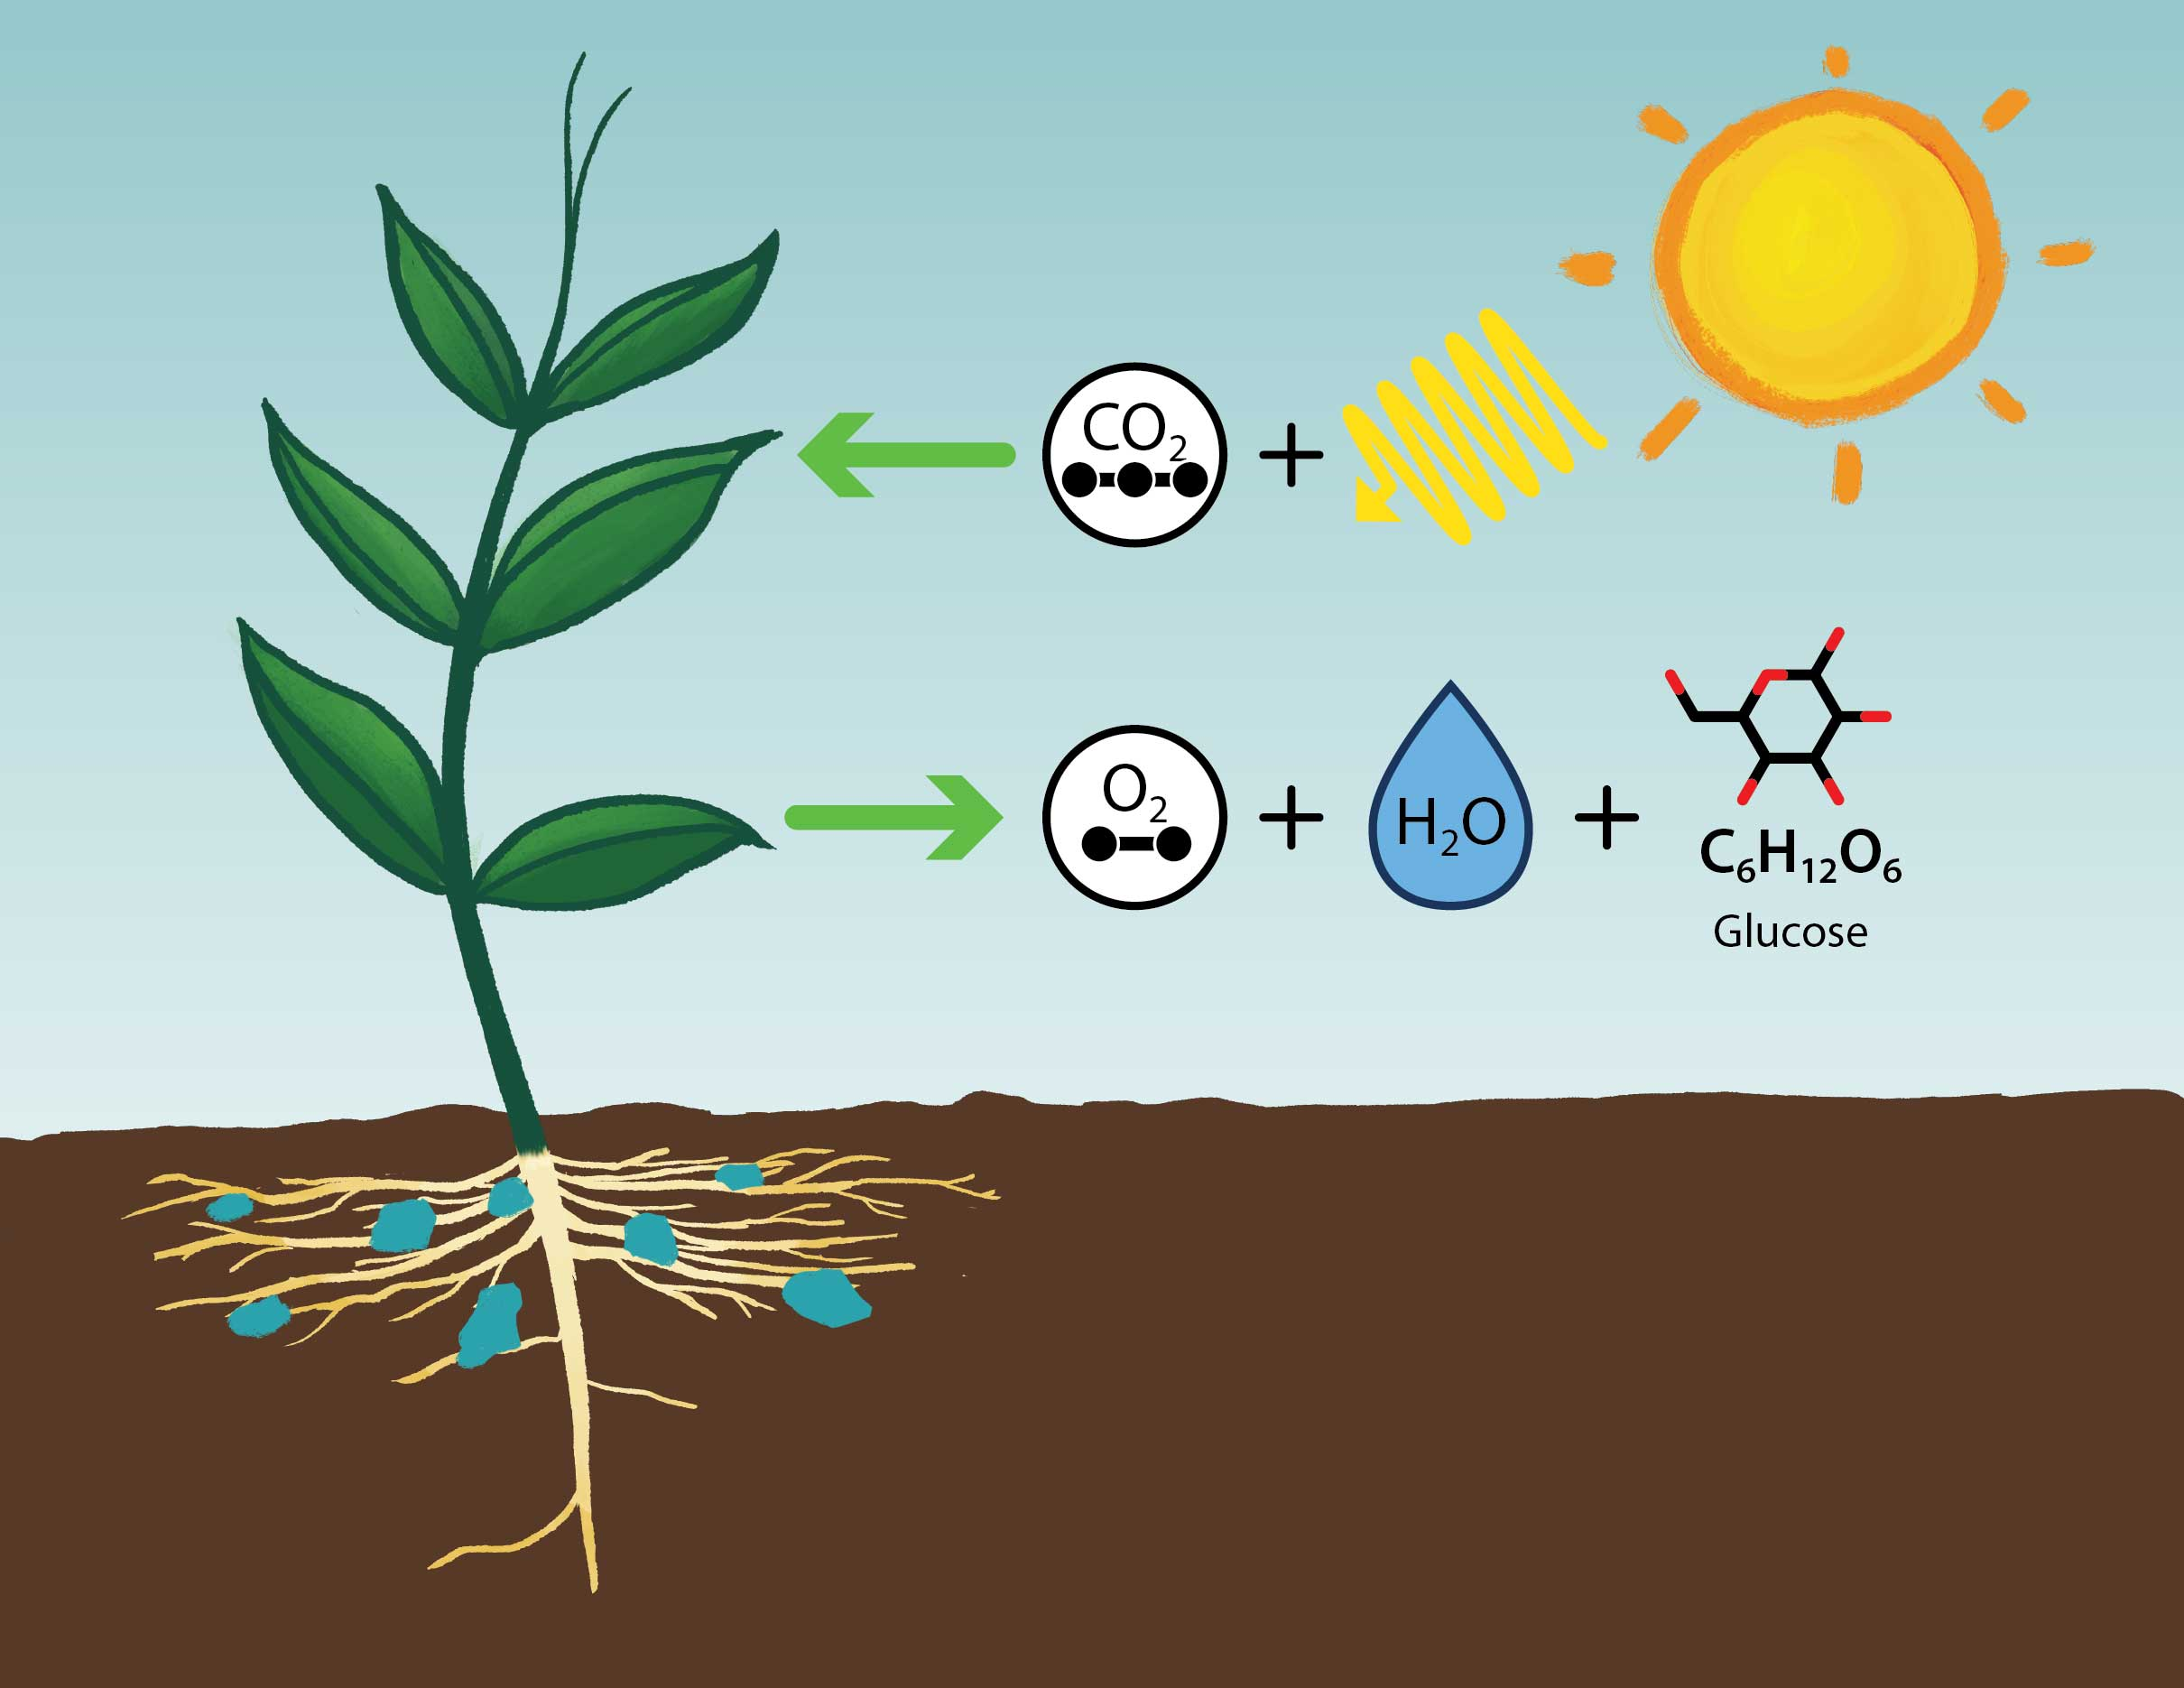 CO₂
+
O₂
+
H₂O
+
C₆H₁₂O₆
Glucose